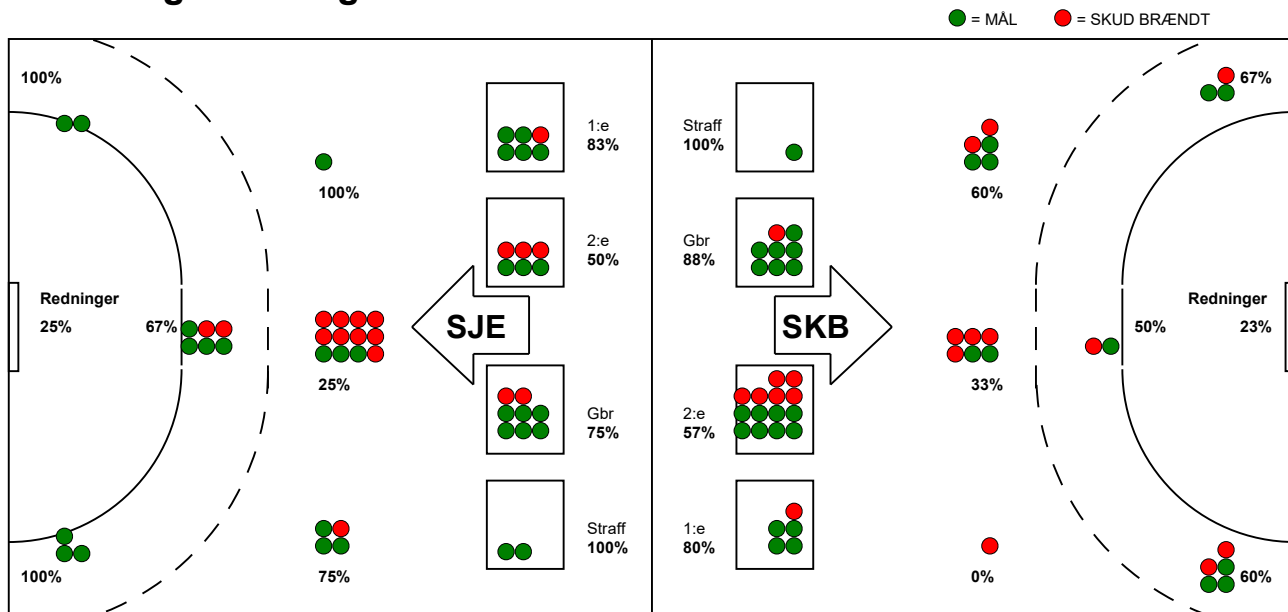 = MÅL = SKUD BRÆNDT
100%
100%
1:e
83%
2:e
50%
Redninger
25%
67%
25%
SJE
Gbr
75%
Straff
100%
100%
75%
Straff
100%
60%
67%
Gbr
88%
SKB
33%
50%
Redninger
23%
2:e
57%
1:e
80%
0%
60%